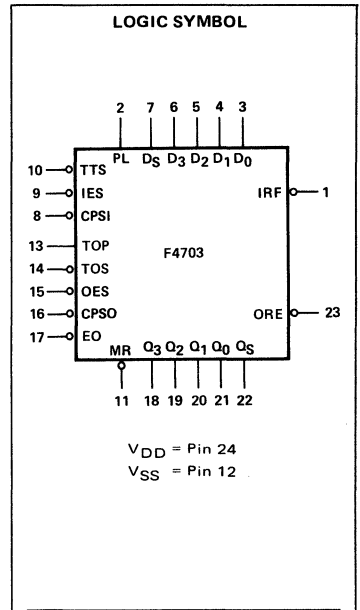 LOGIC SYMBOL
2 7 6 5 4 3
PL DS D3 D2 D1 D0
10 TTS
IRF 1
9 IES
8 CPSI
13 TOP
F4703
14 TOS
15 OES
16 CPSO
ORE 23
17 EO
MR Q3 Q2 Q1 Q0 QS
11 18 19 20 21 22
VDD = Pin 24
VSS = Pin 12